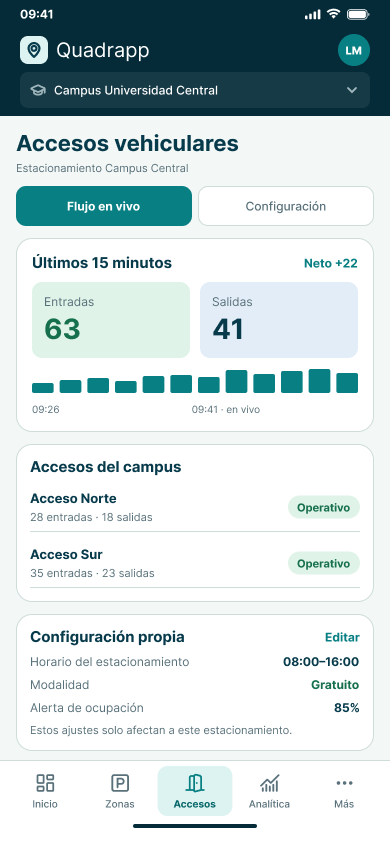 09:41
Quadrapp
LM
Campus Universidad Central
Accesos vehiculares
Estacionamiento Campus Central
Flujo en vivo
Configuración
Últimos 15 minutos
Neto +22
Entradas
Salidas
63
41
09:26
09:41 · en vivo
Accesos del campus
Acceso Norte
28 entradas · 18 salidas
Operativo
Acceso Sur
35 entradas · 23 salidas
Operativo
Configuración propia
Editar
Horario del estacionamiento
08:00–16:00
Modalidad
Gratuito
Alerta de ocupación
85%
Estos ajustes solo afectan a este estacionamiento.
Inicio
Zonas
Accesos
Analítica
Más